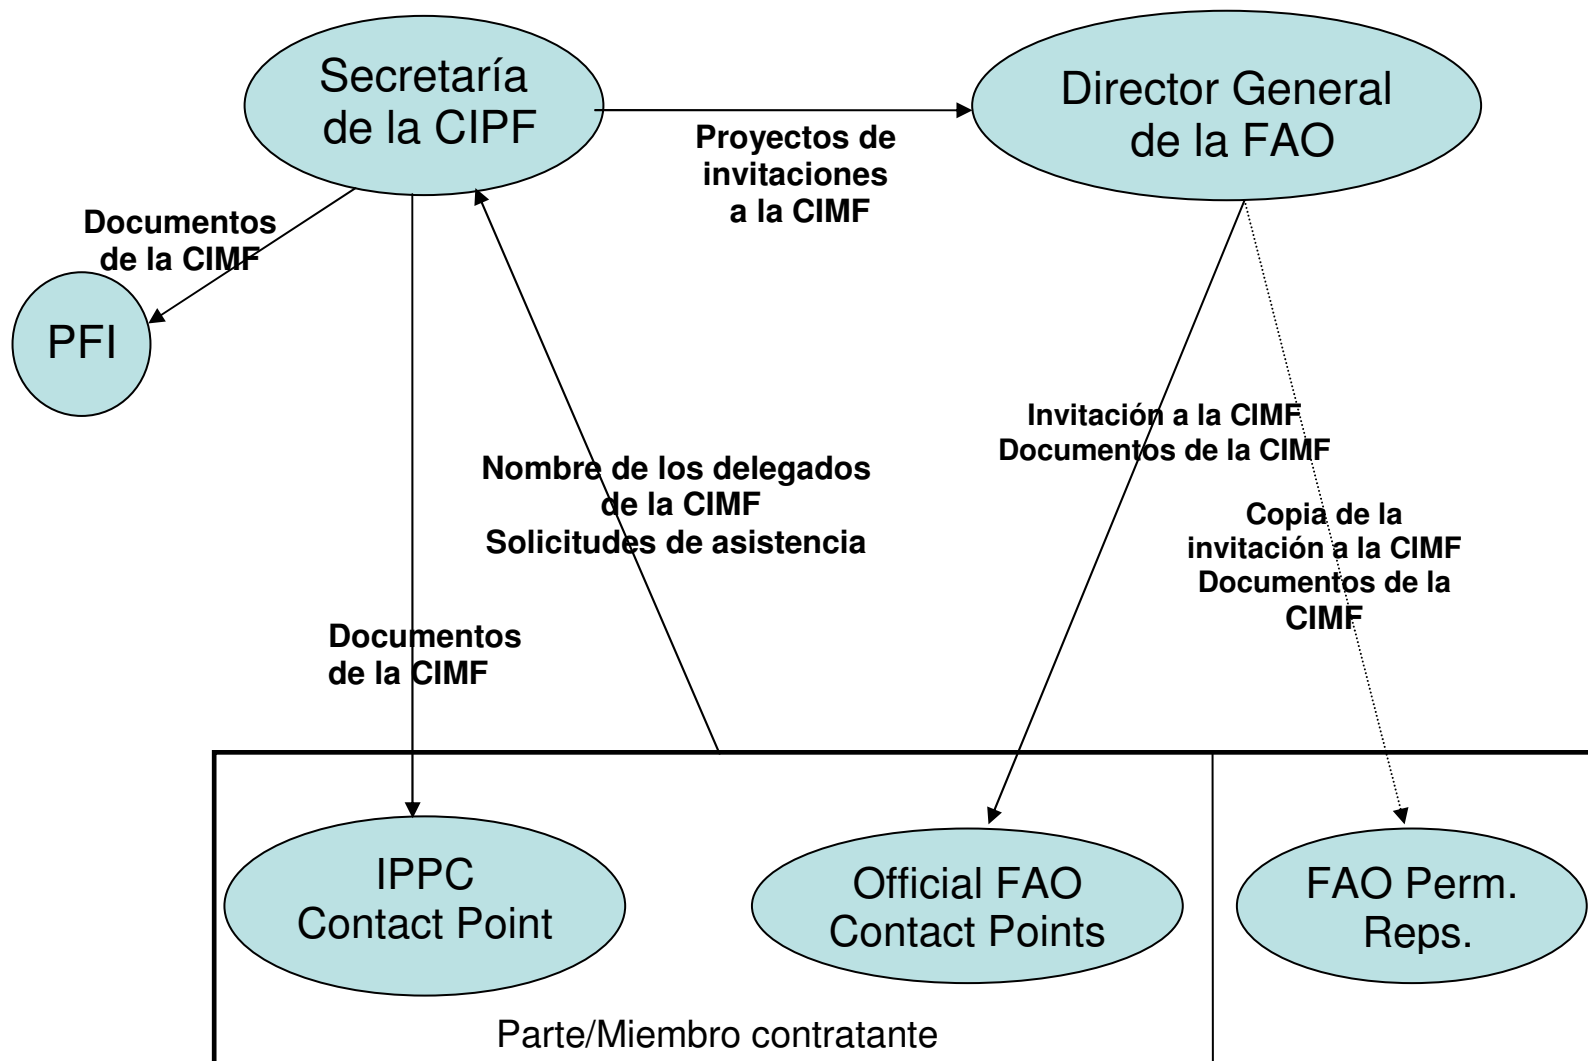 Secretaría
de la CIPF
Director General
de la FAO
Proyectos de
invitaciones
a la CIMF
Documentos
de la CIMF
PFI
Invitación a la CIMF
Documentos de la CIMF
Nombre de los delegados
de la CIMF
Solicitudes de asistencia
Copia de la
invitación a la CIMF
Documentos de la
CIMF
Documentos
de la CIMF
IPPC
Contact Point
Official FAO
Contact Points
FAO Perm.
Reps.
Parte/Miembro contratante